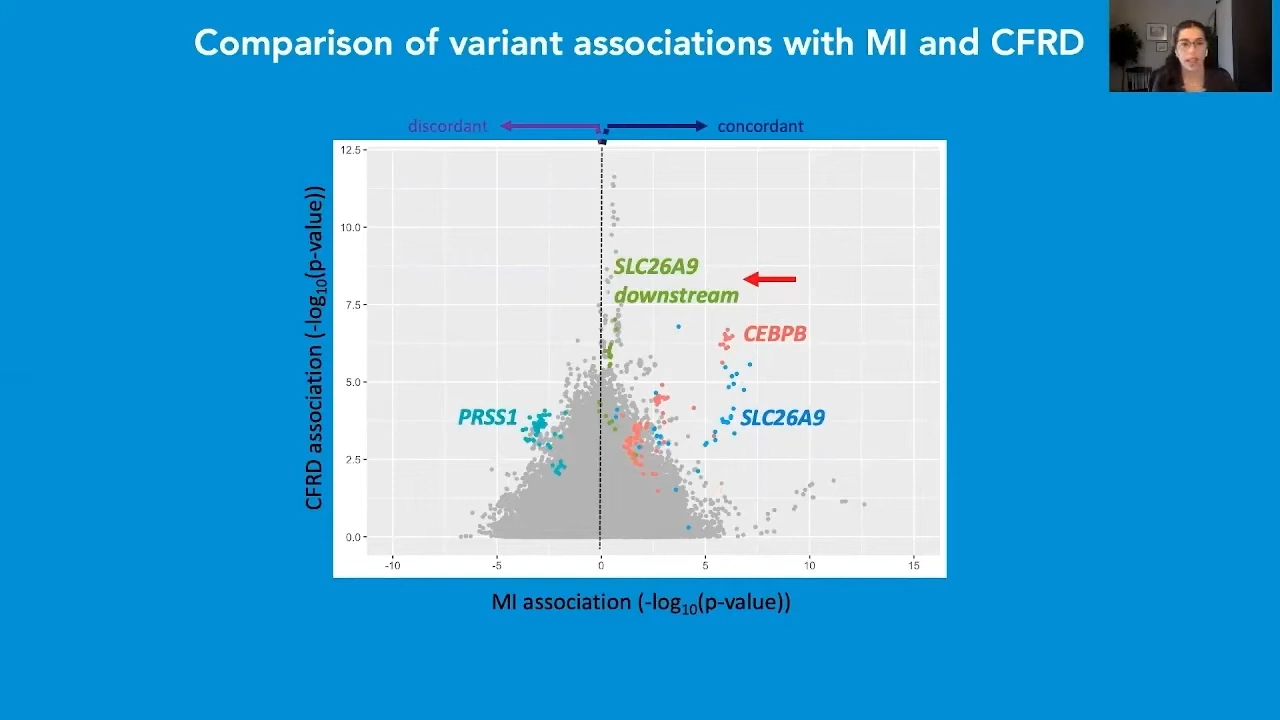 Comparison of variant associations with MI and CFRD
discordant
concordant
12.5
10.0
7.5
5.0
2.5
0.0
CFRD association (-log10(p-value))
SLC26A9
downstream
CEBPB
PRSS1
SLC26A9
-10
-5
0
5
10
15
MI association (-log10(p-value))